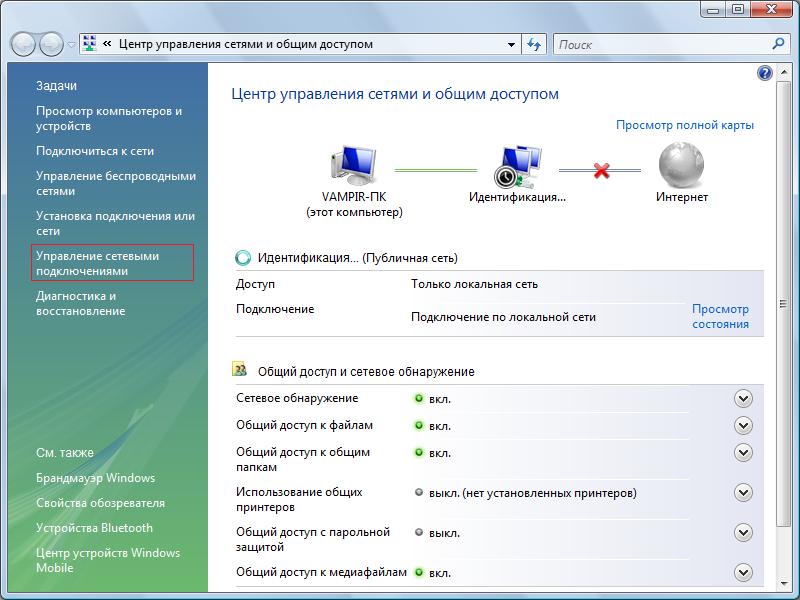 « Центр управления сетями и общим доступом
Поиск
Задачи
Просмотр компьютеров и
устройств
Подключиться к сети
Управление беспроводными
сетями
Установка подключения или
сети
Управление сетевыми
подключениями
Диагностика и
восстановление
См. также
Брандмауэр Windows
Свойства обозревателя
Устройства Bluetooth
Центр устройств Windows
Mobile
Центр управления сетями и общим доступом
Просмотр полной карты
VAMPIR-ПК
(этот компьютер)
Идентификация...
Интернет
Идентификация... (Публичная сеть)
Доступ Только локальная сеть
Подключение Подключение по локальной сети Просмотр
состояния
Общий доступ и сетевое обнаружение
Сетевое обнаружение вкл.
Общий доступ к файлам вкл.
Общий доступ к общим
папкам вкл.
Использование общих
принтеров выкл. (нет установленных принтеров)
Общий доступ с парольной
защитой выкл.
Общий доступ к медиафайлам вкл.